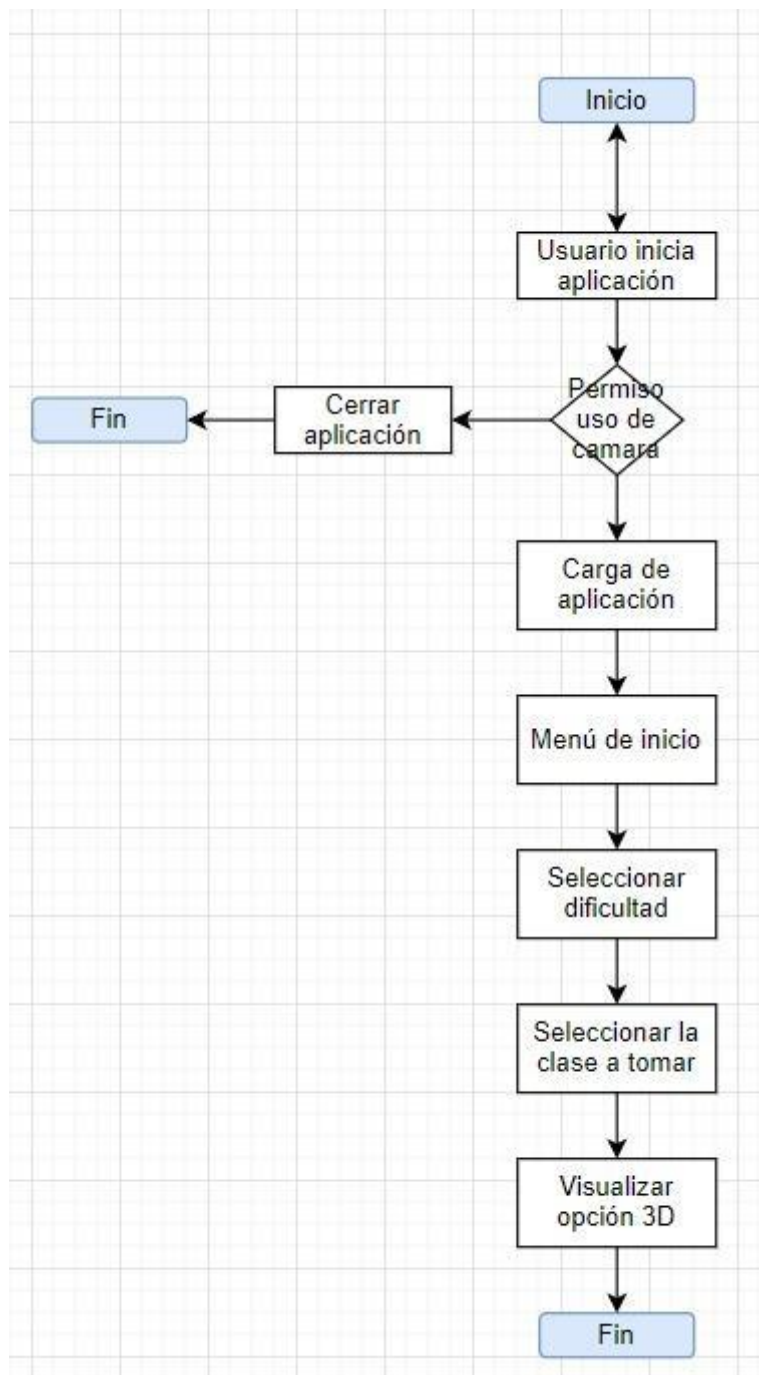 Inicio
Usuario inicia
aplicación
Permiso
uso de
camara
Cerrar
aplicación
Fin
Carga de
aplicación
Menú de inicio
Seleccionar
dificultad
Seleccionar la
clase a tomar
Visualizar
opción 3D
Fin